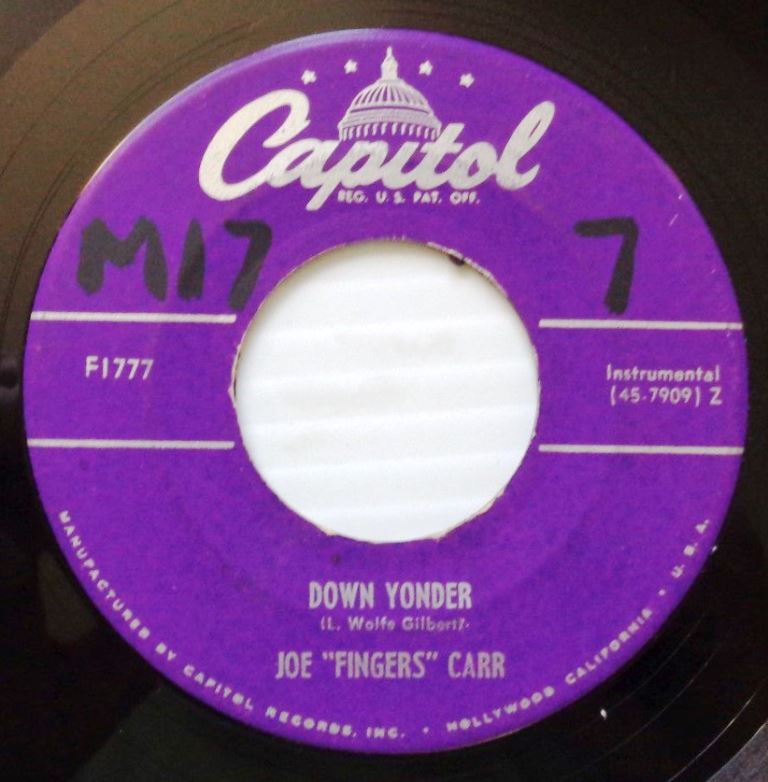 Capitol
REG. U. S. PAT. OFF.
M17 7
F1777
Instrumental
(45-7909) Z
DOWN YONDER
(L. Wolfe Gilbert)
JOE "FINGERS" CARR
MANUFACTURED BY CAPITOL RECORDS, INC. • HOLLYWOOD CALIFORNIA • U. S. A.